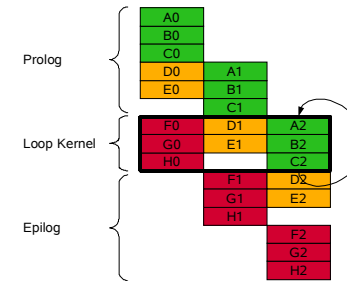 A0
B0
C0
Prolog
D0 A1
E0 B1
C1
F0 D1 A2
Loop Kernel G0 E1 B2
H0 C2
F1 D2
G1 E2
H1
Epilog F2
G2
H2